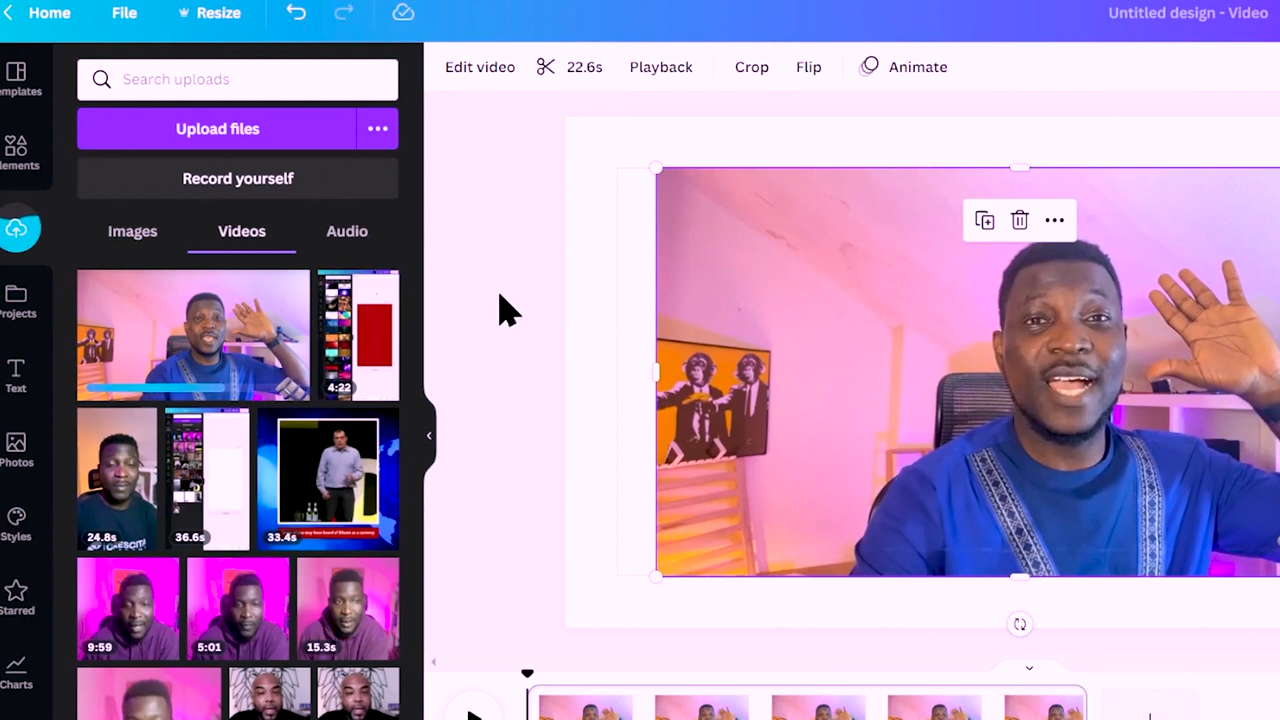 Home File Resize Untitled design - Video
Search uploads
Upload files
Record yourself
Images Videos Audio
4:22
24.8s 36.6s 33.4s
9:59 5:01 15.3s
emplates
lements
Projects
Text
Photos
Styles
Starred
Charts
Edit video 22.6s Playback Crop Flip Animate